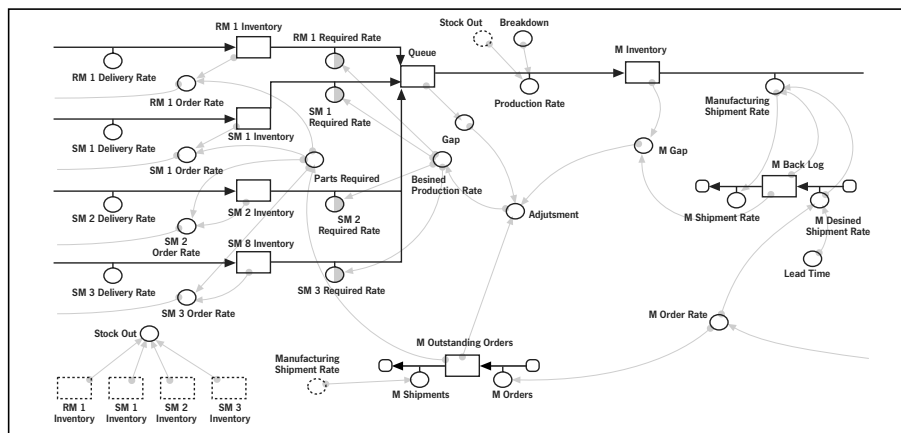 RM 1 Inventory
RM 1 Required Rate
Stock Out
Breakdown
Queue
M Inventory
RM 1 Delivery Rate
RM 1 Order Rate
Production Rate
Manufacturing
Shipment Rate
SM 1
Required Rate
SM 1 Inventory
SM 1 Delivery Rate
SM 1 Order Rate
Gap
M Gap
M Back Log
Parts Required
Besined
Production Rate
SM 2 Delivery Rate
SM 2 Inventory
SM 2
Required Rate
SM 2
Order Rate
Adjutsment
M Shipment Rate
M Desined
Shipment Rate
SM 8 Inventory
Lead Time
SM 3 Delivery Rate
SM 3 Required Rate
SM 3 Order Rate
M Order Rate
Stock Out
M Outstanding Orders
Manufacturing
Shipment Rate
M Shipments
M Orders
RM 1
Inventory
SM 1
Inventory
SM 2
Inventory
SM 3
Inventory